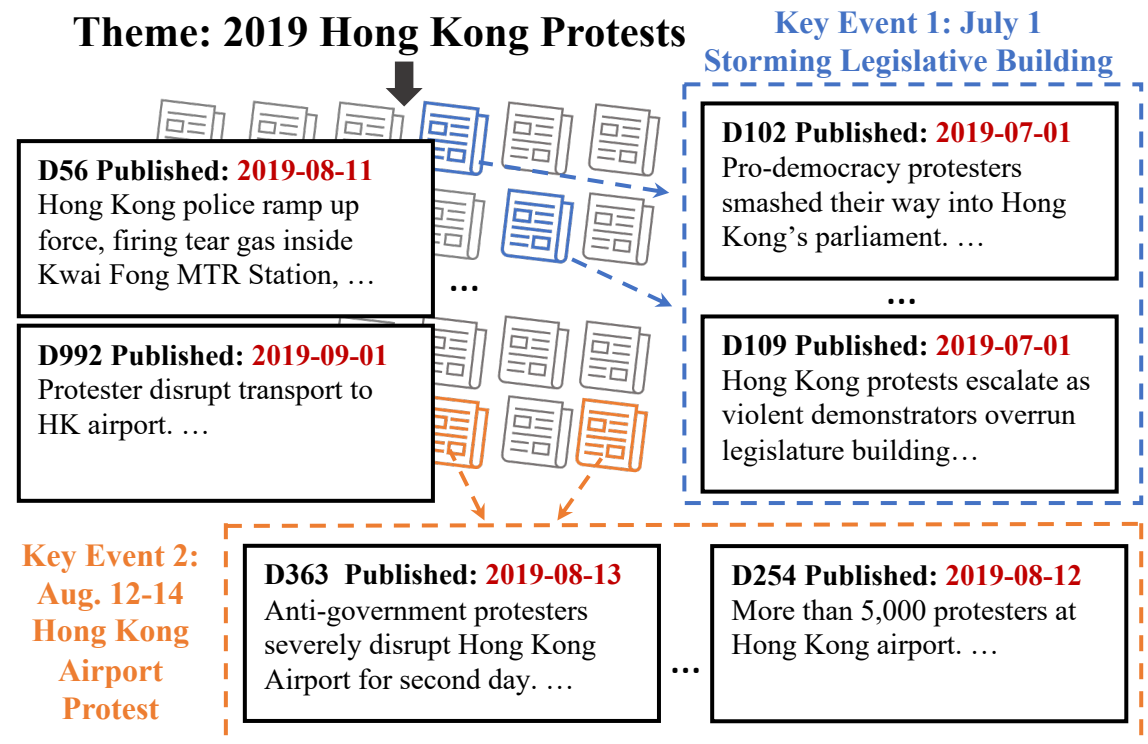 Theme: 2019 Hong Kong Protests
Key Event 1: July 1
Storming Legislative Building
D56 Published: 2019-08-11
Hong Kong police ramp up
force, firing tear gas inside
Kwai Fong MTR Station, …
D992 Published: 2019-09-01
Protester disrupt transport to
HK airport. …
...
D102 Published: 2019-07-01
Pro-democracy protesters
smashed their way into Hong
Kong’s parliament. …
...
D109 Published: 2019-07-01
Hong Kong protests escalate as
violent demonstrators overrun
legislature building…
Key Event 2:
Aug. 12-14
Hong Kong
Airport
Protest
D363 Published: 2019-08-13
Anti-government protesters
severely disrupt Hong Kong
Airport for second day. …
...
D254 Published: 2019-08-12
More than 5,000 protesters at
Hong Kong airport. …